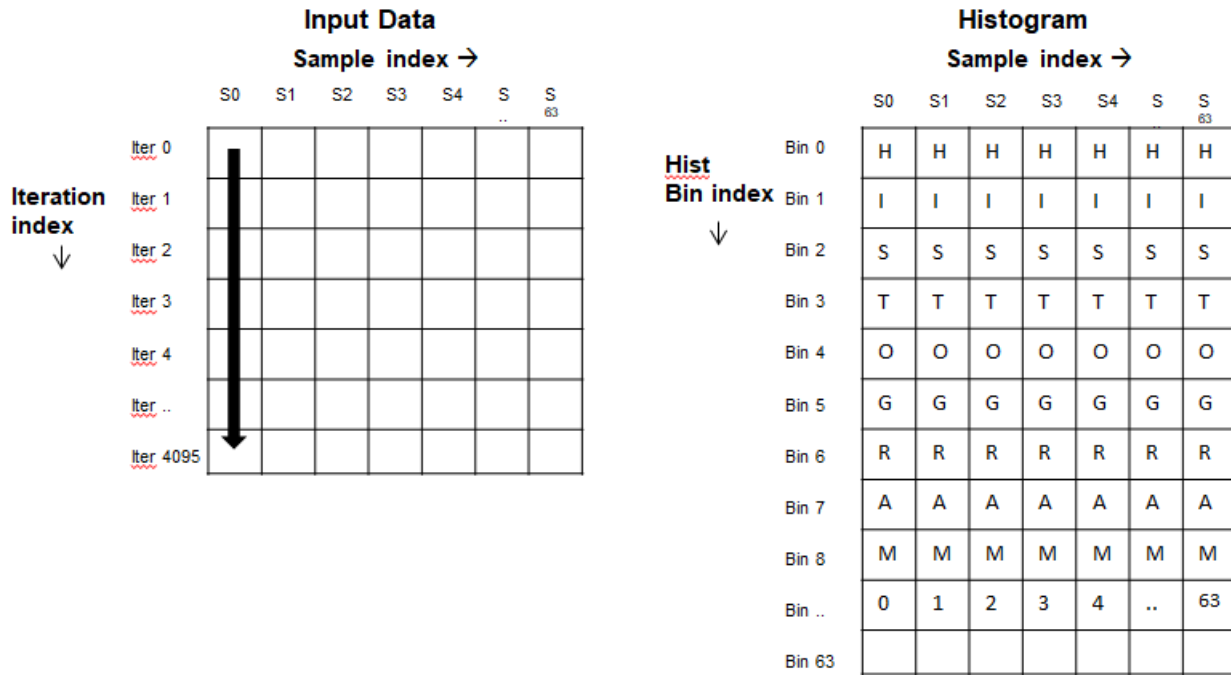 Input Data
Sample index →
S0 S1 S2 S3 S4 S .. S 63
Iter 0
Iter 1
Iter 2
Iter 3
Iter 4
Iter ..
Iter 4095
Iteration
index
↓
Histogram
Sample index →
S0 S1 S2 S3 S4 S .. S 63
Hist
Bin index
↓
Bin 0 H H H H H H H
Bin 1 I I I I I I I
Bin 2 S S S S S S S
Bin 3 T T T T T T T
Bin 4 O O O O O O O
Bin 5 G G G G G G G
Bin 6 R R R R R R R
Bin 7 A A A A A A A
Bin 8 M M M M M M M
Bin .. 0 1 2 3 4 .. 63
Bin 63